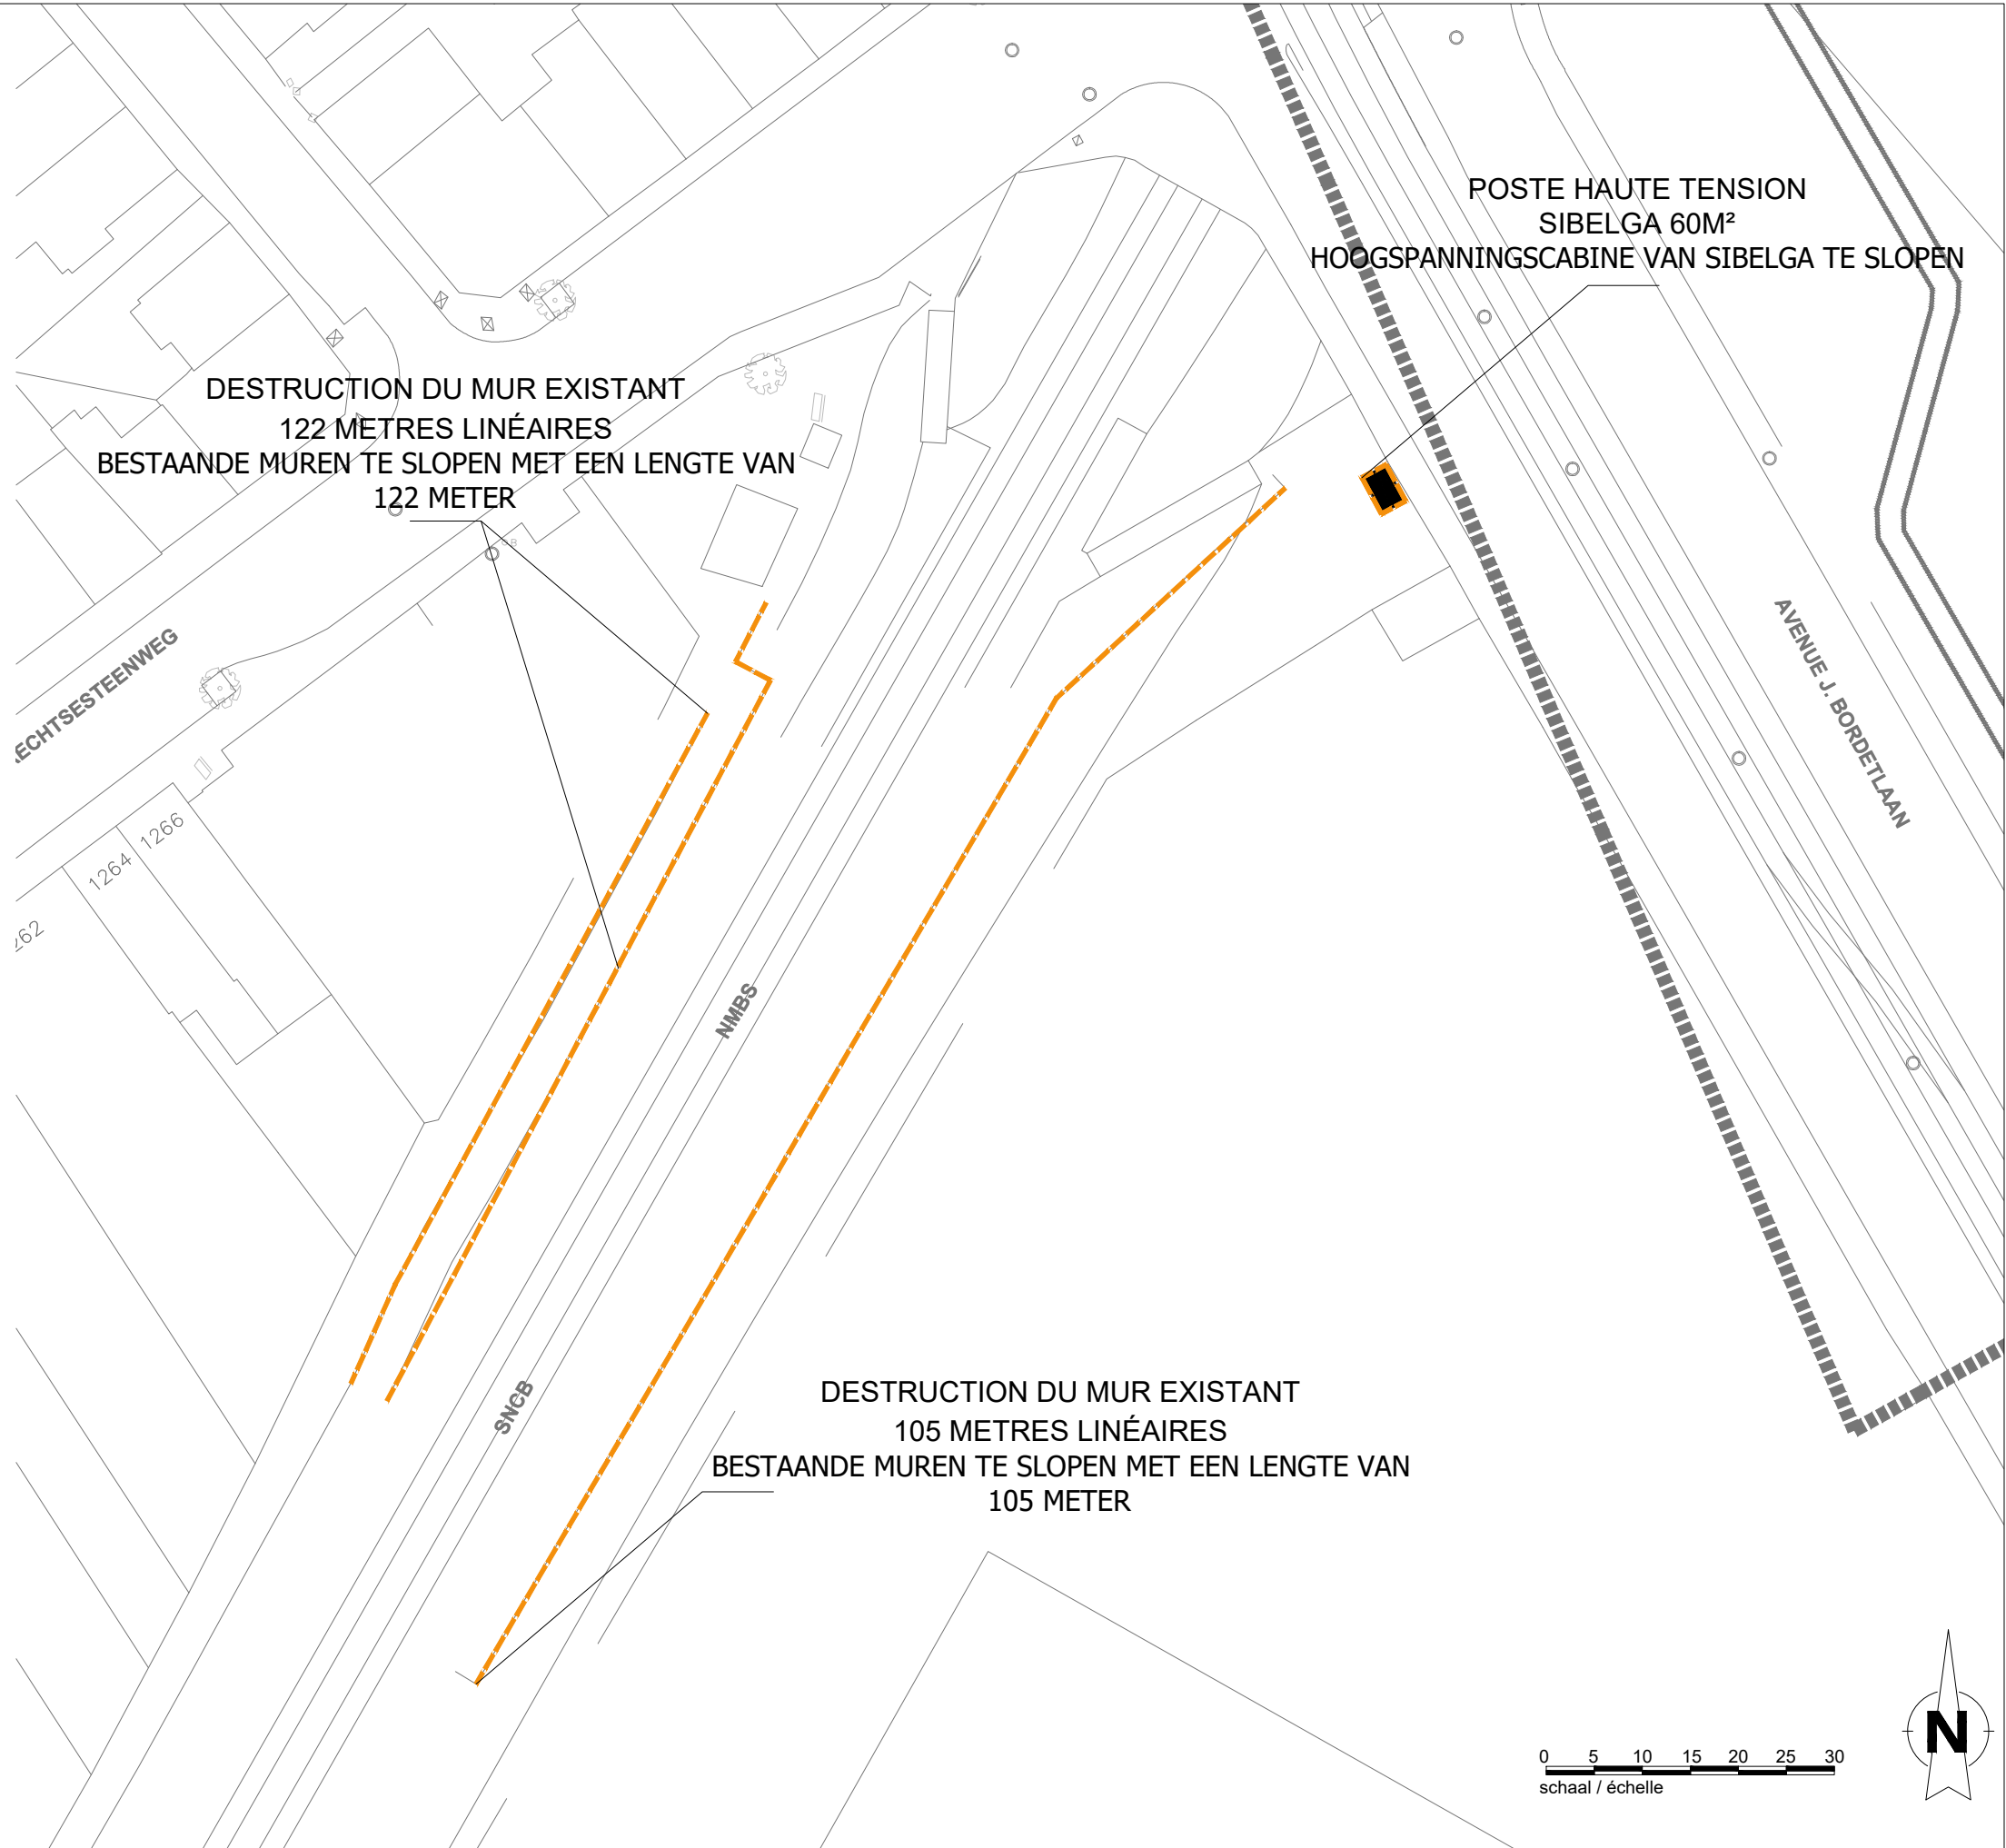 POSTE HAUTE TENSION
SIBELGA 60M²
HOOGSPANNINGSCABINE VAN SIBELGA TE SLOPEN
DESTRUCTION DU MUR EXISTANT
122 METRES LINÉAIRES
BESTAANDE MUREN TE SLOPEN MET EEN LENGTE VAN
122 METER
AVENUE J. BORDETLAAN
ECHTSESTEENWEG
1266
1264
262
NMBS
SNCB
DESTRUCTION DU MUR EXISTANT
105 METRES LINÉAIRES
BESTAANDE MUREN TE SLOPEN MET EEN LENGTE VAN
105 METER
N
0 5 10 15 20 25 30
schaal / échelle